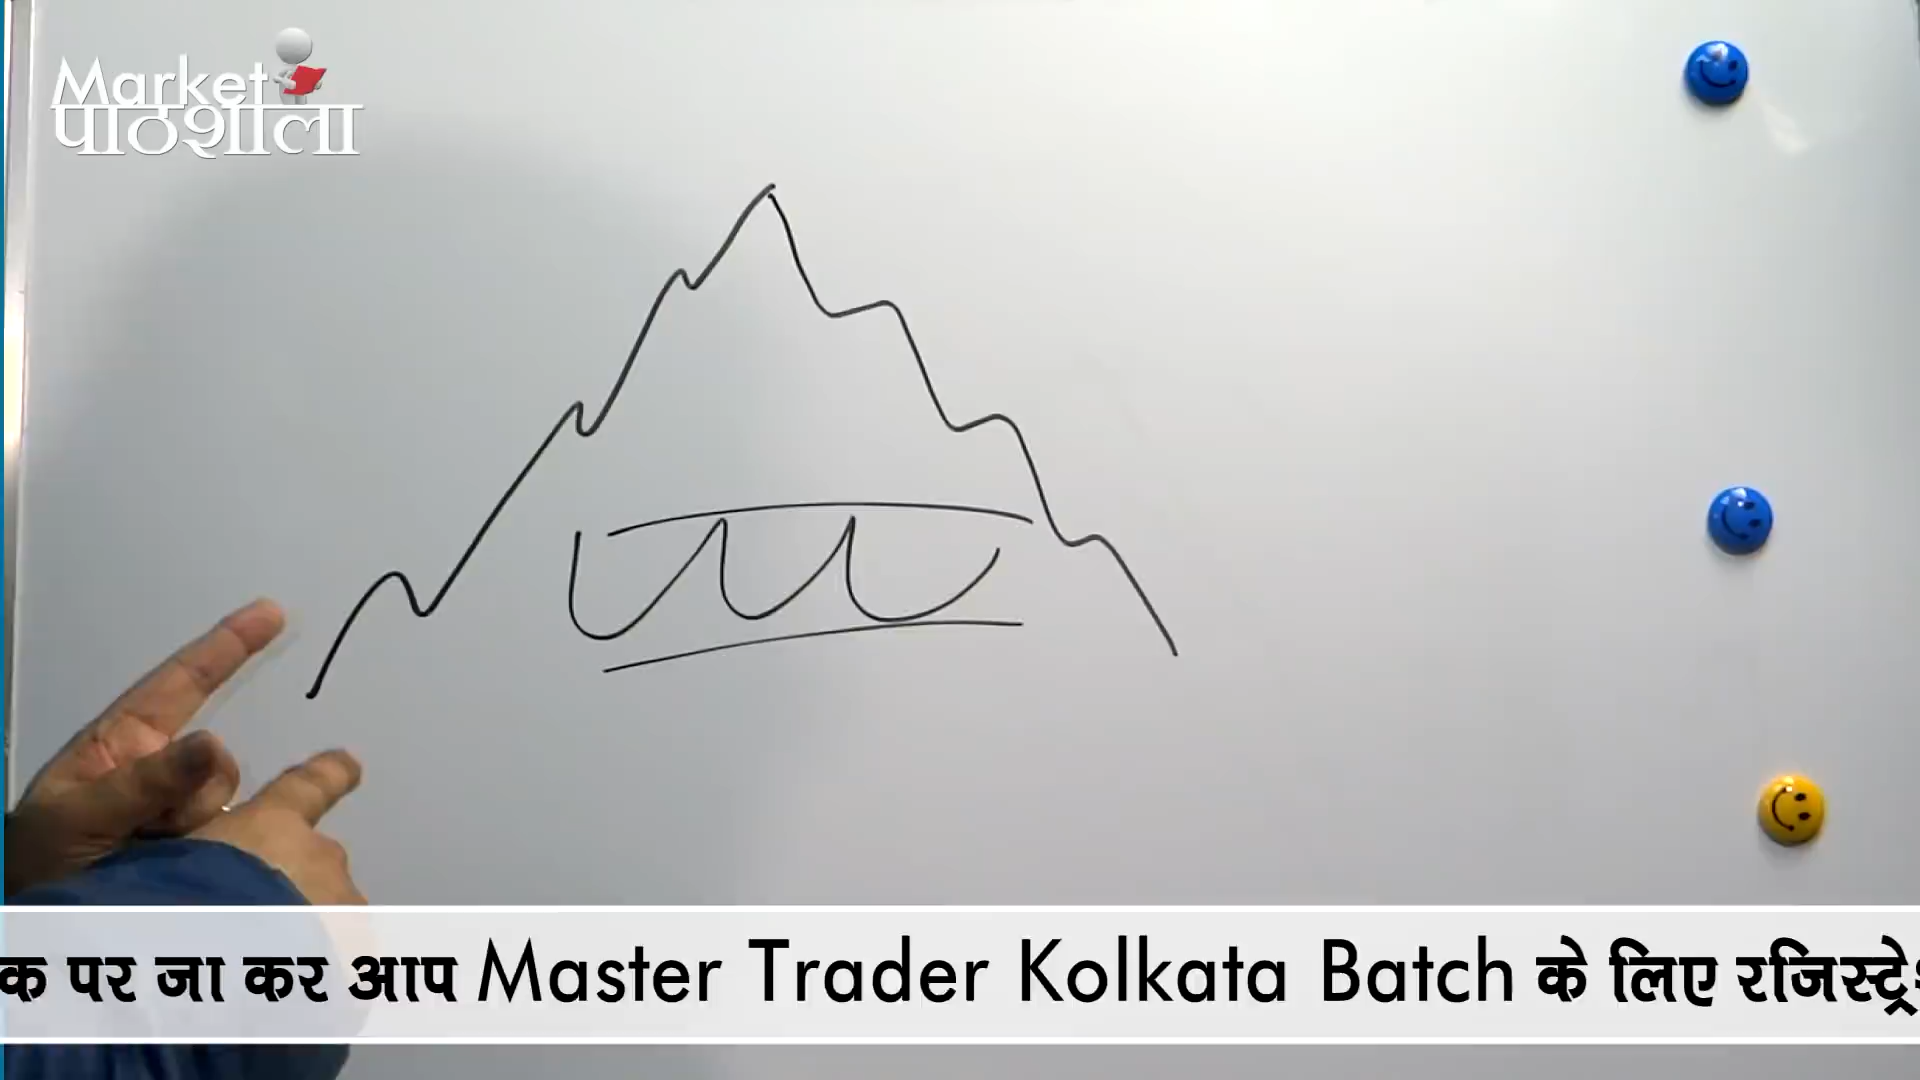 Market
पाठशाला
क पर जा कर आप Master Trader Kolkata Batch के लिए